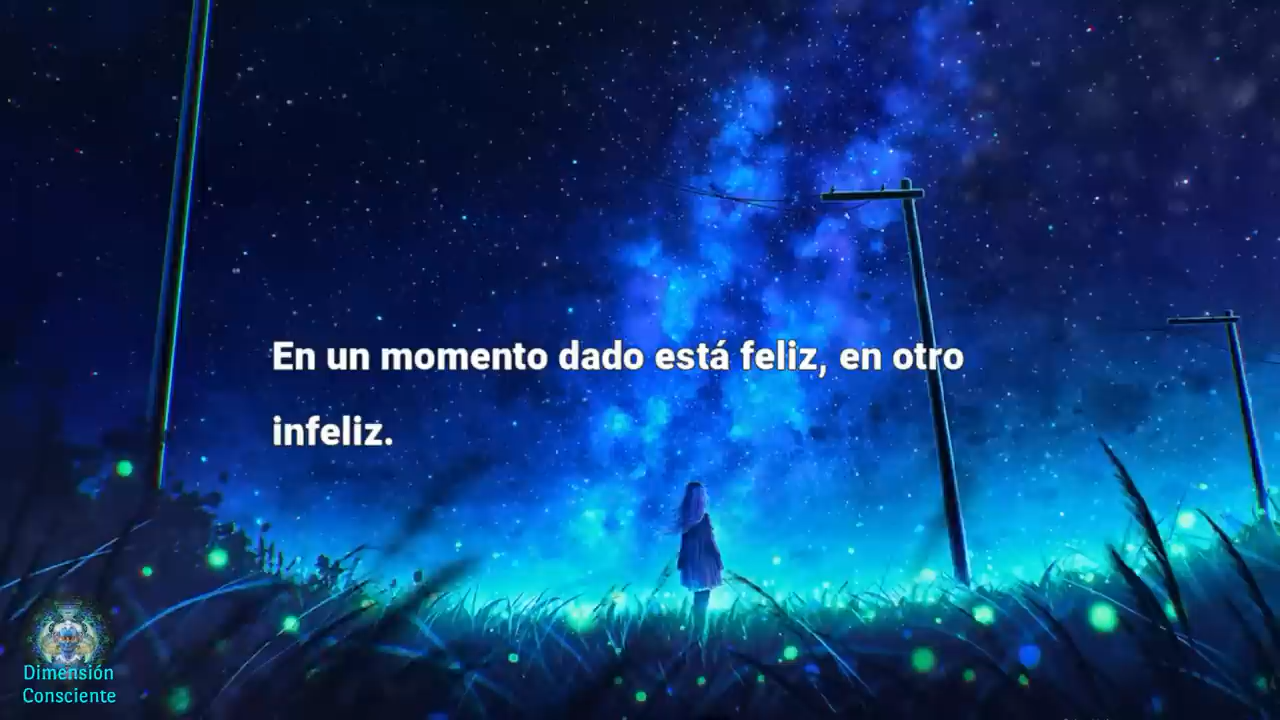 En un momento dado está feliz, en otro
infeliz.
Dimensión
Consciente